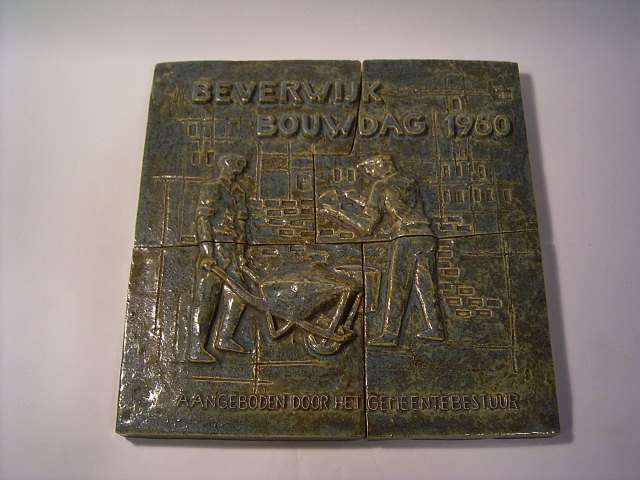 BEVERWIJK
BOUWDAG 1960
AANGEBODEN DOOR HET GEMEENTEBESTUUR